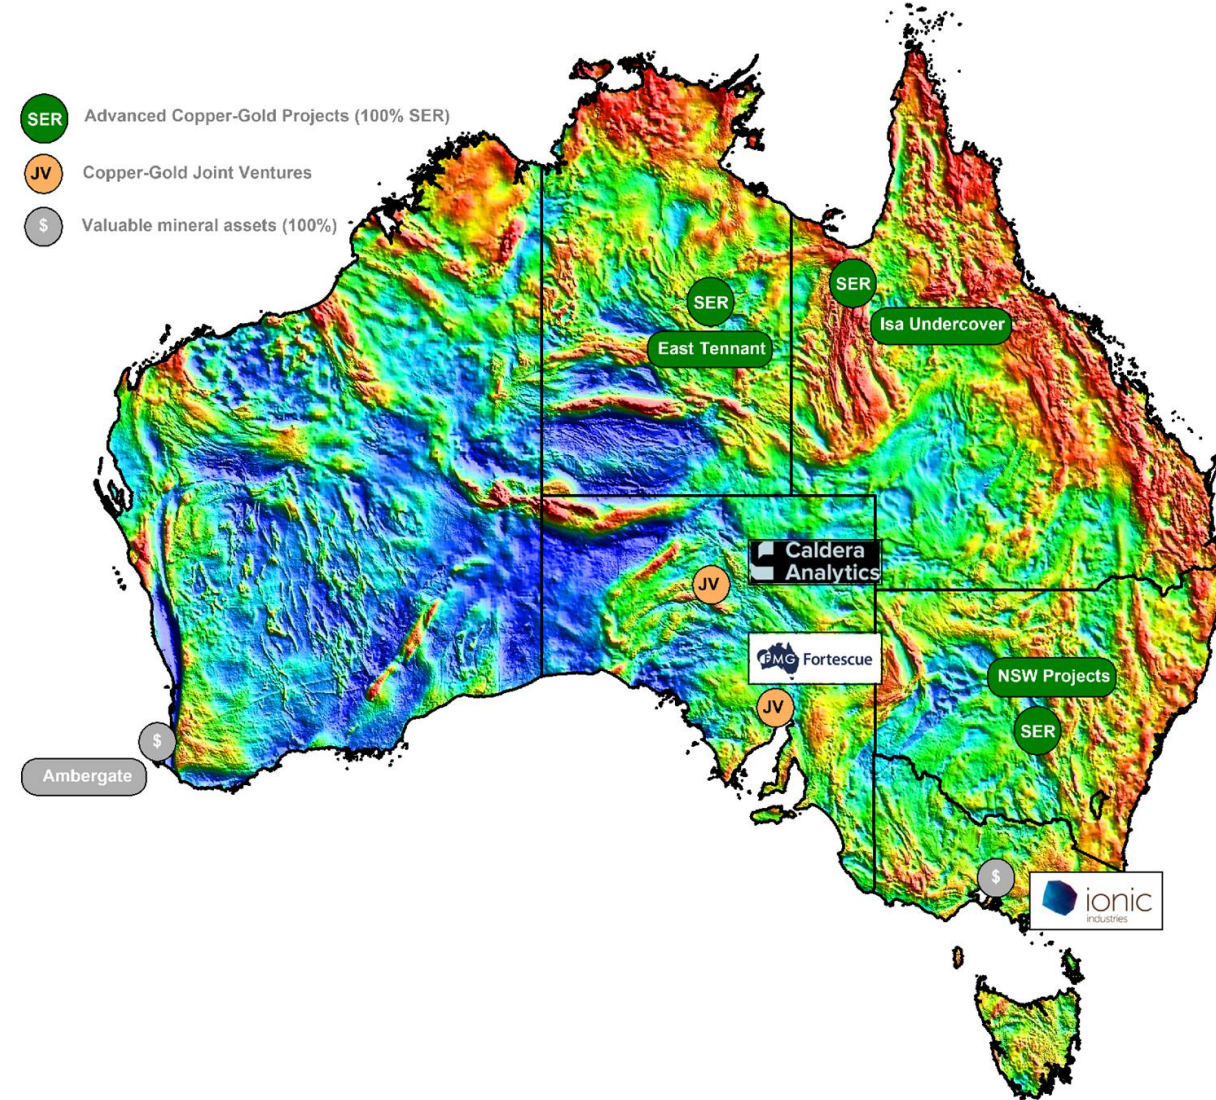 SER Advanced Copper-Gold Projects (100% SER)
JV Copper-Gold Joint Ventures
$ Valuable mineral assets (100%)
SER
Isa Undercover
SER
East Tennant
Caldera
Analytics
JV
FMG Fortescue
JV
NSW Projects
SER
$
Ambergate
$
ionic
industries